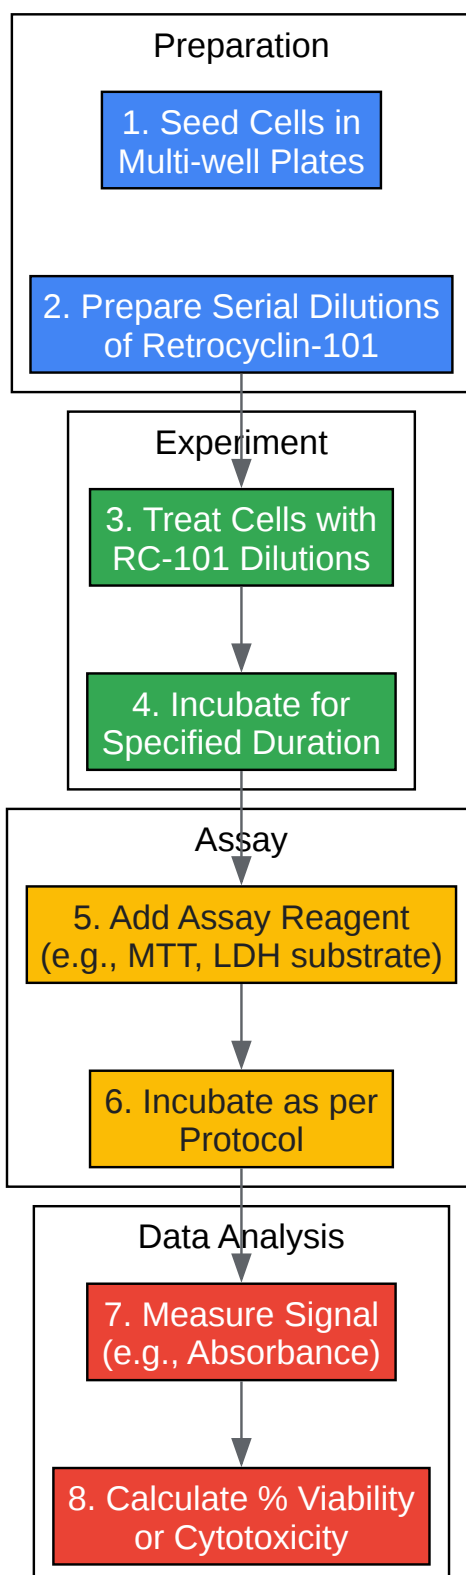 Preparation
1. Seed Cells in
Multi-well Plates
2. Prepare Serial Dilutions
of Retrocyclin-101
Experiment
3. Treat Cells with
RC-101 Dilutions
4. Incubate for
Specified Duration
Assay
5. Add Assay Reagent
(e.g., MTT, LDH substrate)
6. Incubate as per
Protocol
Data Analysis
7. Measure Signal
(e.g., Absorbance)
8. Calculate % Viability
or Cytotoxicity